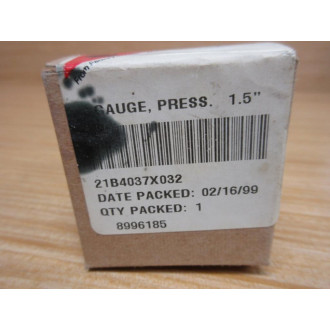 GAUGE, PRESS. 1.5"
21B4037X032
DATE PACKED: 02/16/99
QTY PACKED: 1
8996185